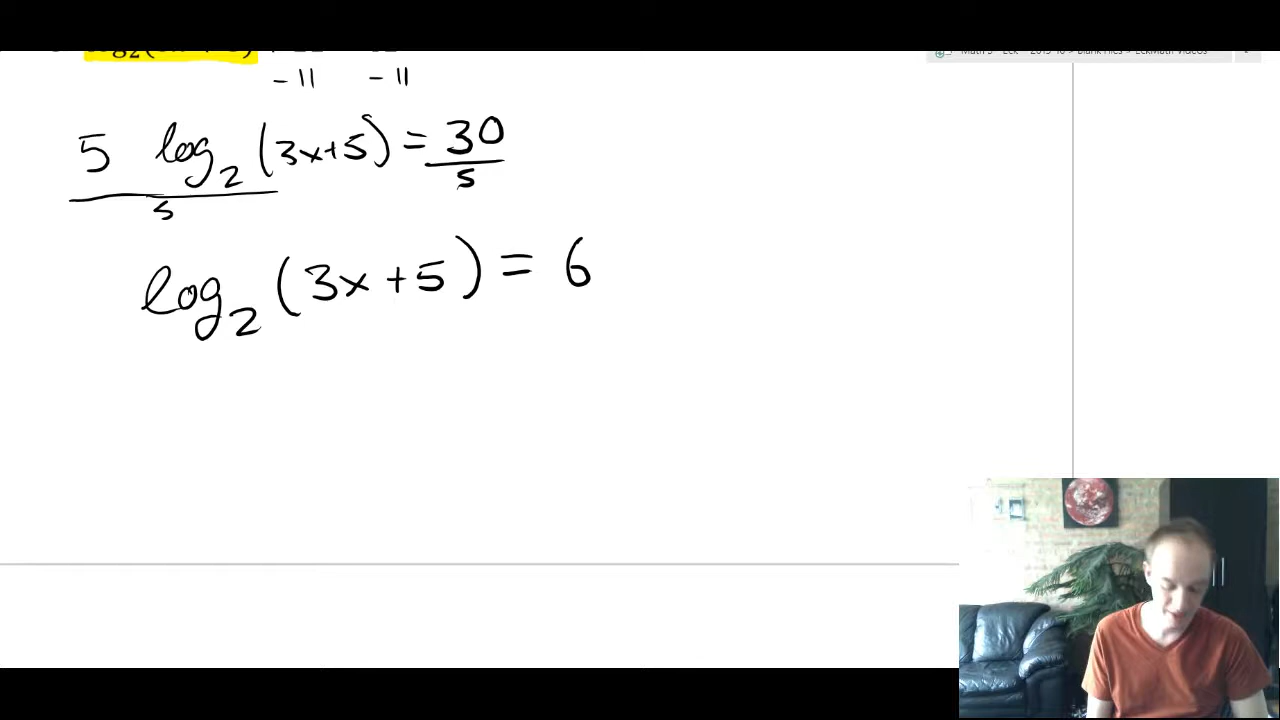 -11 -11
5 log₂(3x+5) = 30
5 5
log₂(3x+5) = 6